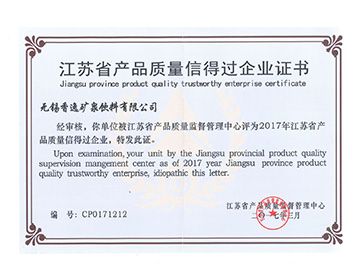 江苏省产品质量信得过企业证书
Jiangsu province product quality trustworthy enterprise certificate
无锡香逸矿泉饮料有限公司
经审核，你单位被江苏省产品质量监督管理中心评为2017年江苏省产
品质量信得过企业，特发此证。
Upon examination, your unit by the Jiangsu provincial product quality
supervision mangement center as of 2017 year Jiangsu province product
quality trustworthy enterprise, idiopathic this letter.
江苏省产品质量监督管理中心
二〇一七年三月
编 号：CP0171212